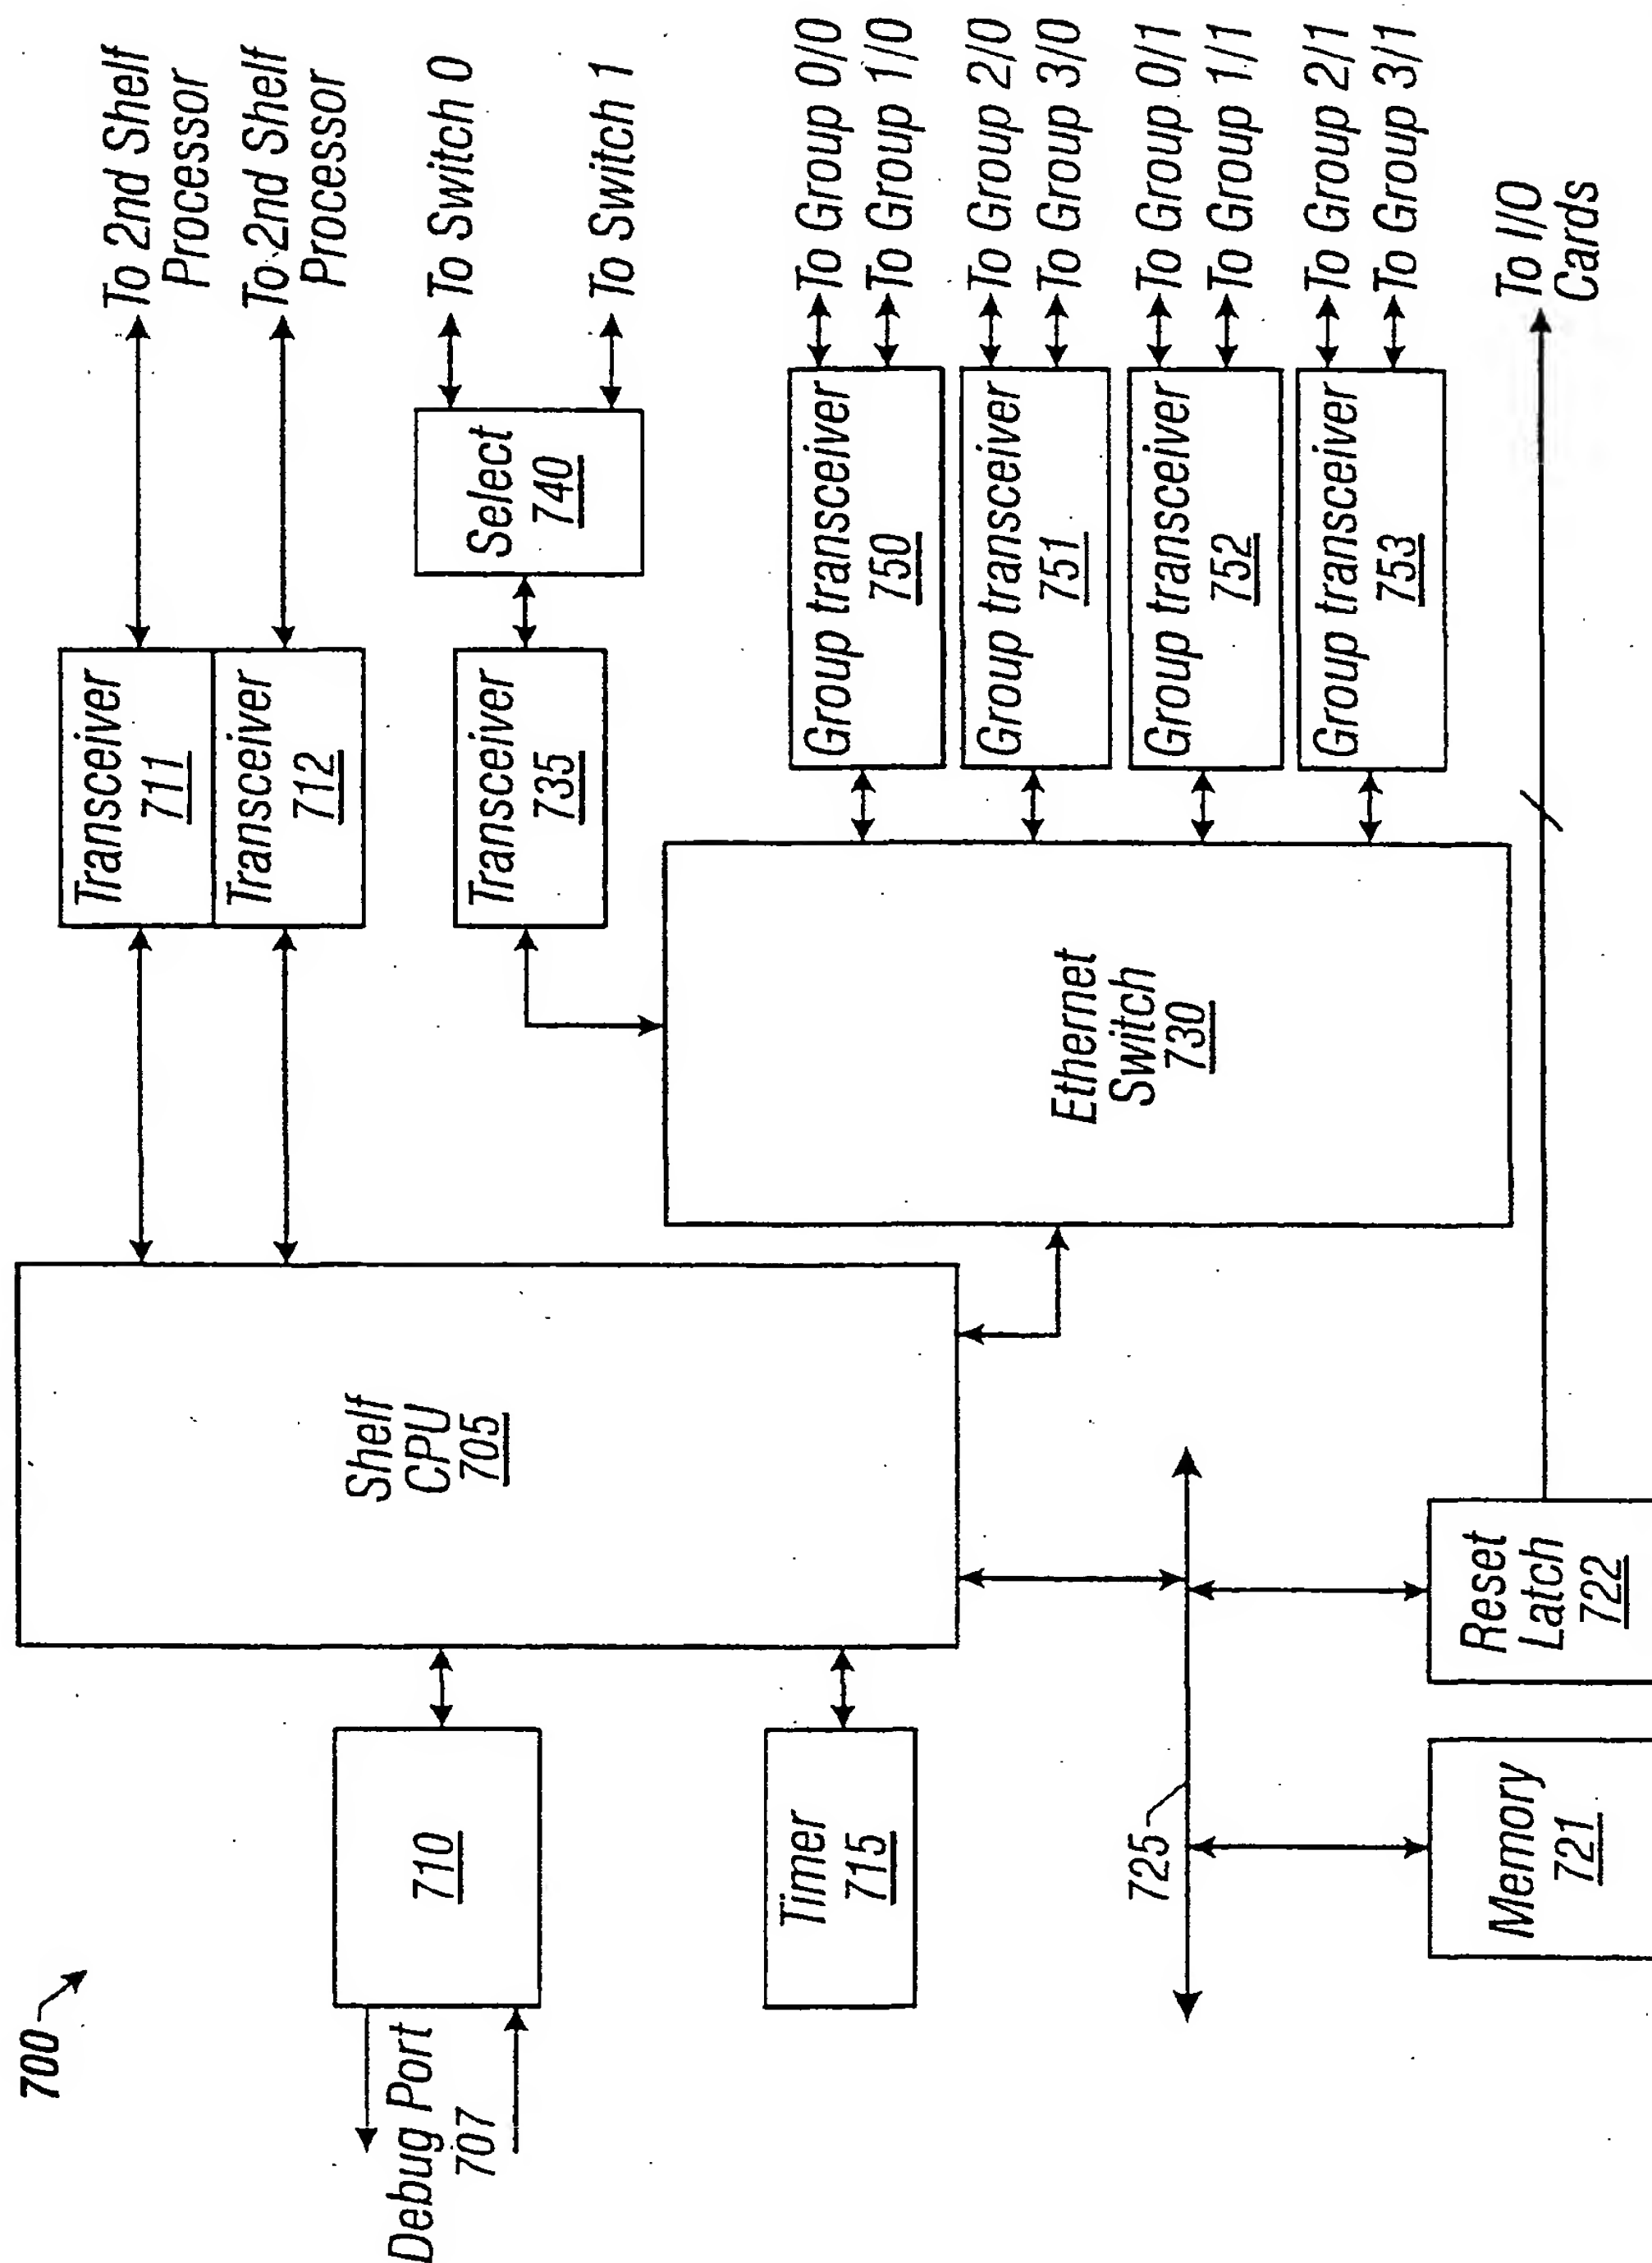 700
Debug Port
707
710
Timer
715
725
Memory
721
Reset
Latch
722
Shelf
CPU
705
Ethernet
Switch
730
Transceiver
711
Transceiver
712
Transceiver
735
Select
740
Group transceiver
750
Group transceiver
751
Group transceiver
752
Group transceiver
753
To 2nd Shelf
Processor
To 2nd Shelf
Processor
To Switch 0
To Switch 1
To Group 0/0
To Group 1/0
To Group 2/0
To Group 3/0
To Group 0/1
To Group 1/1
To Group 2/1
To Group 3/1
To I/O
Cards